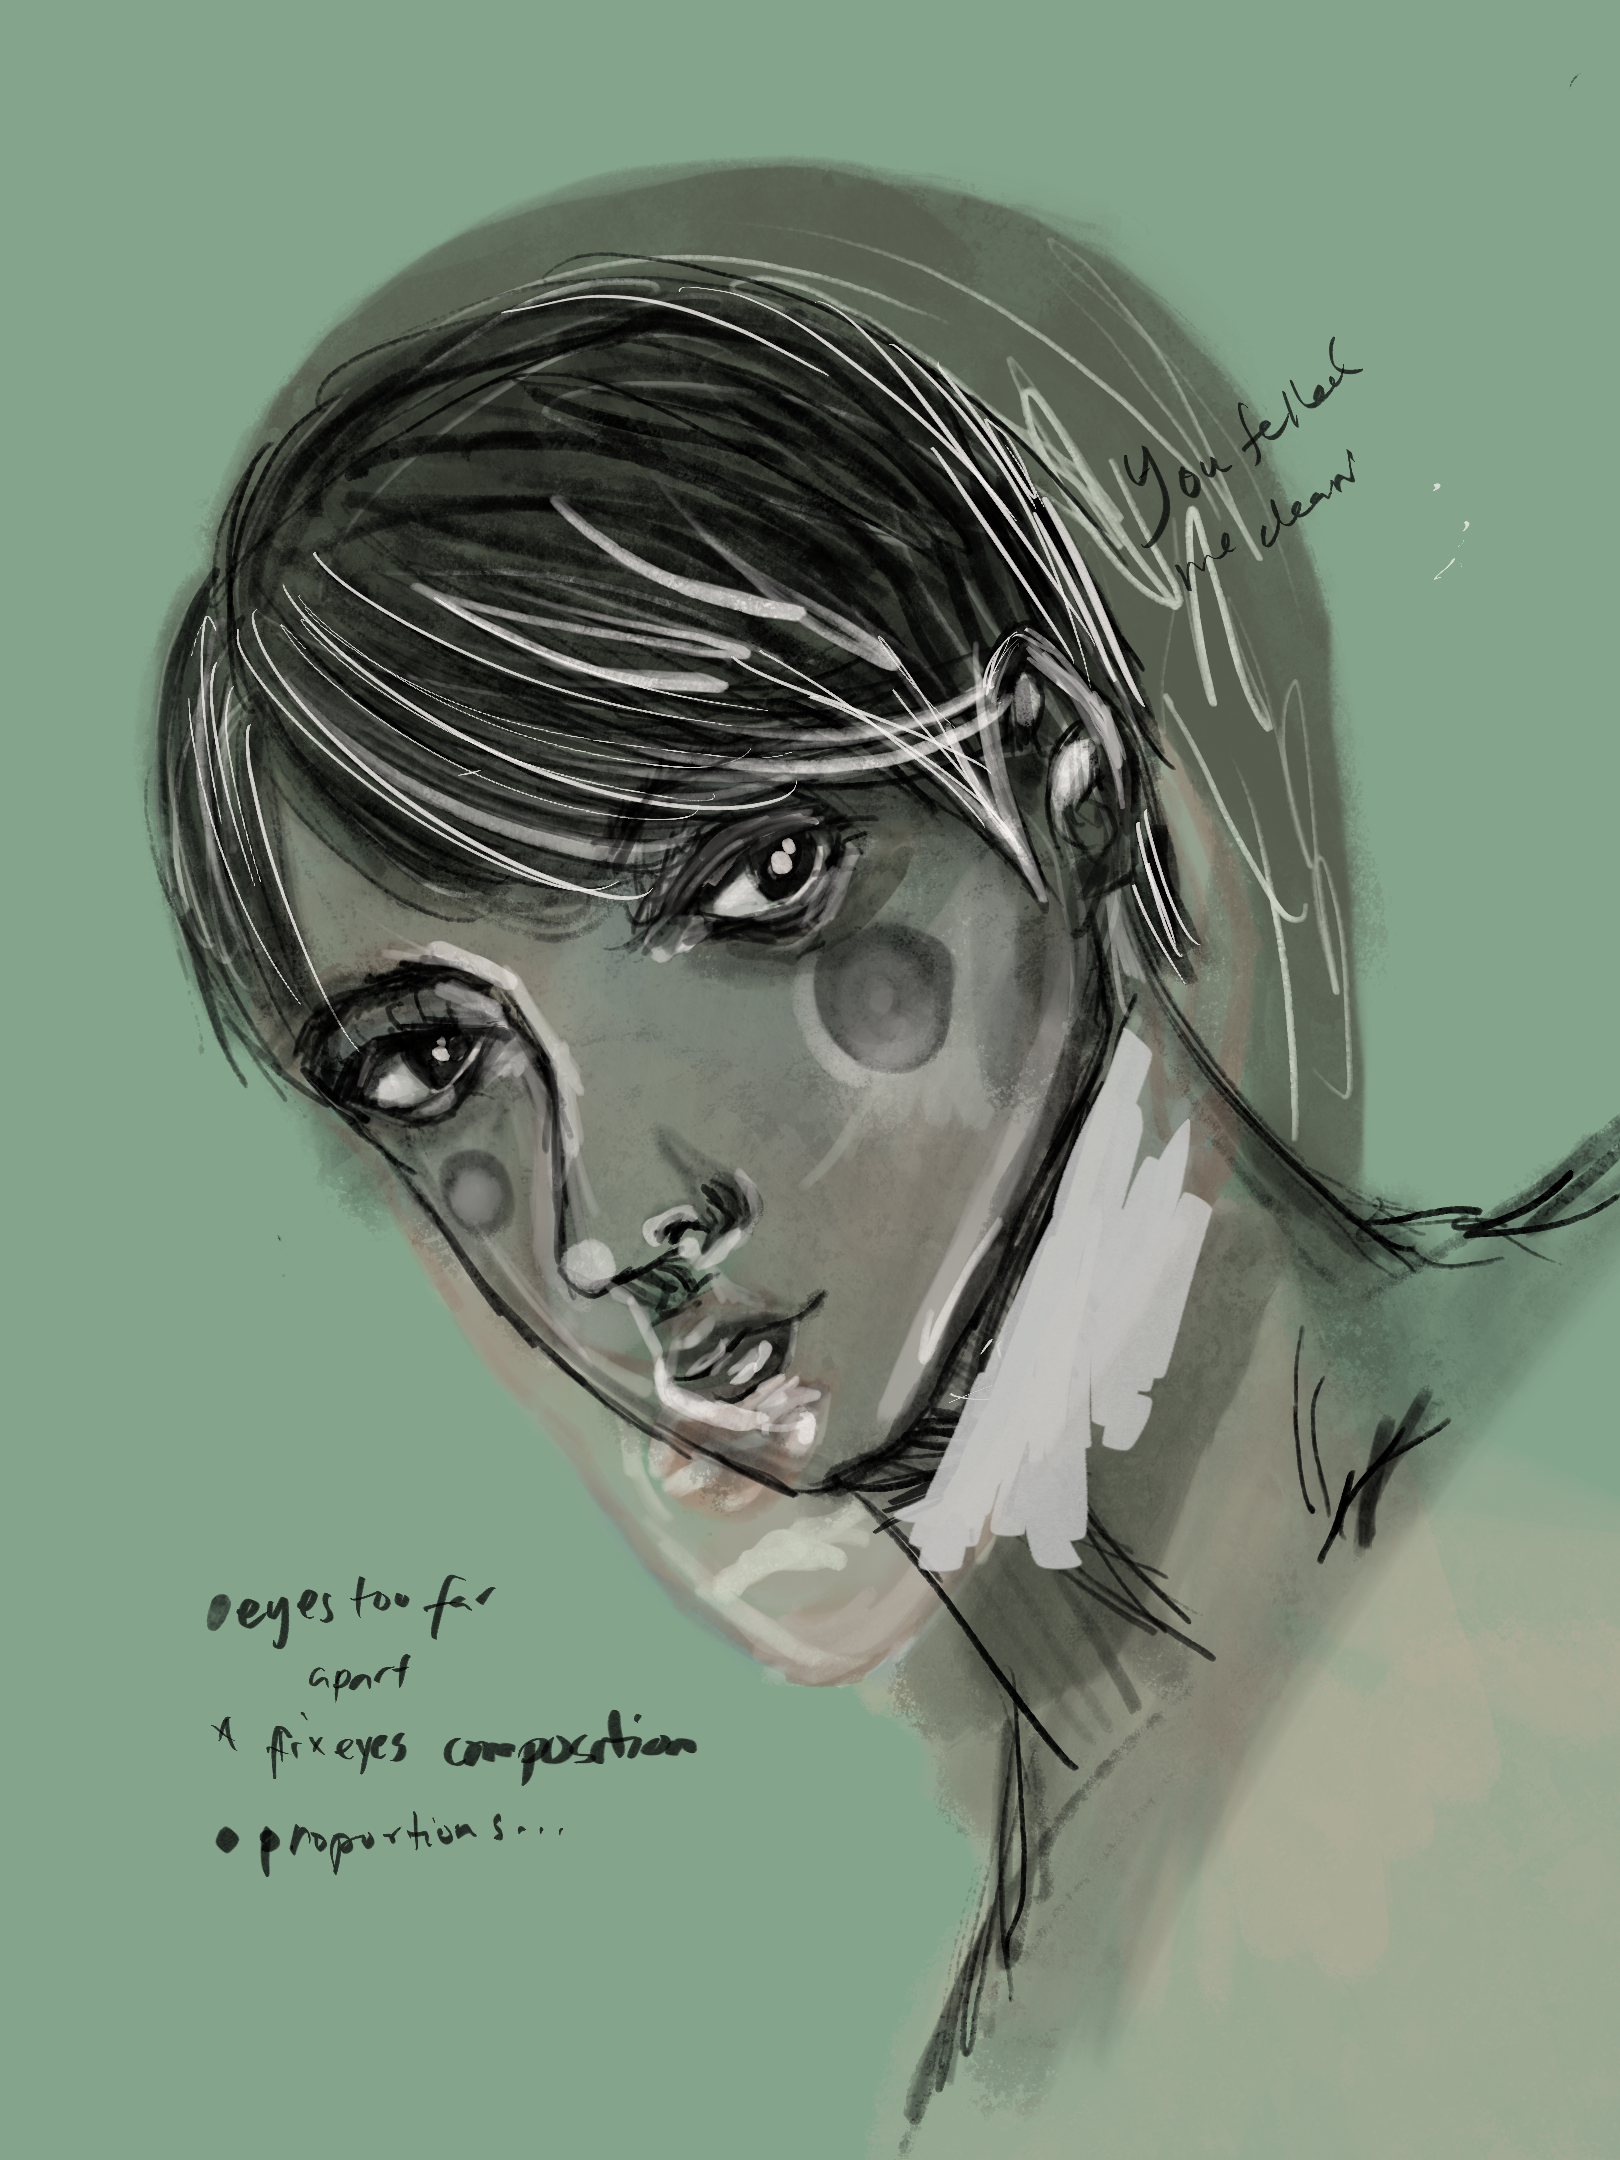 You felled
me clean
eyes too far
apart
fix eyes composition
proportions...